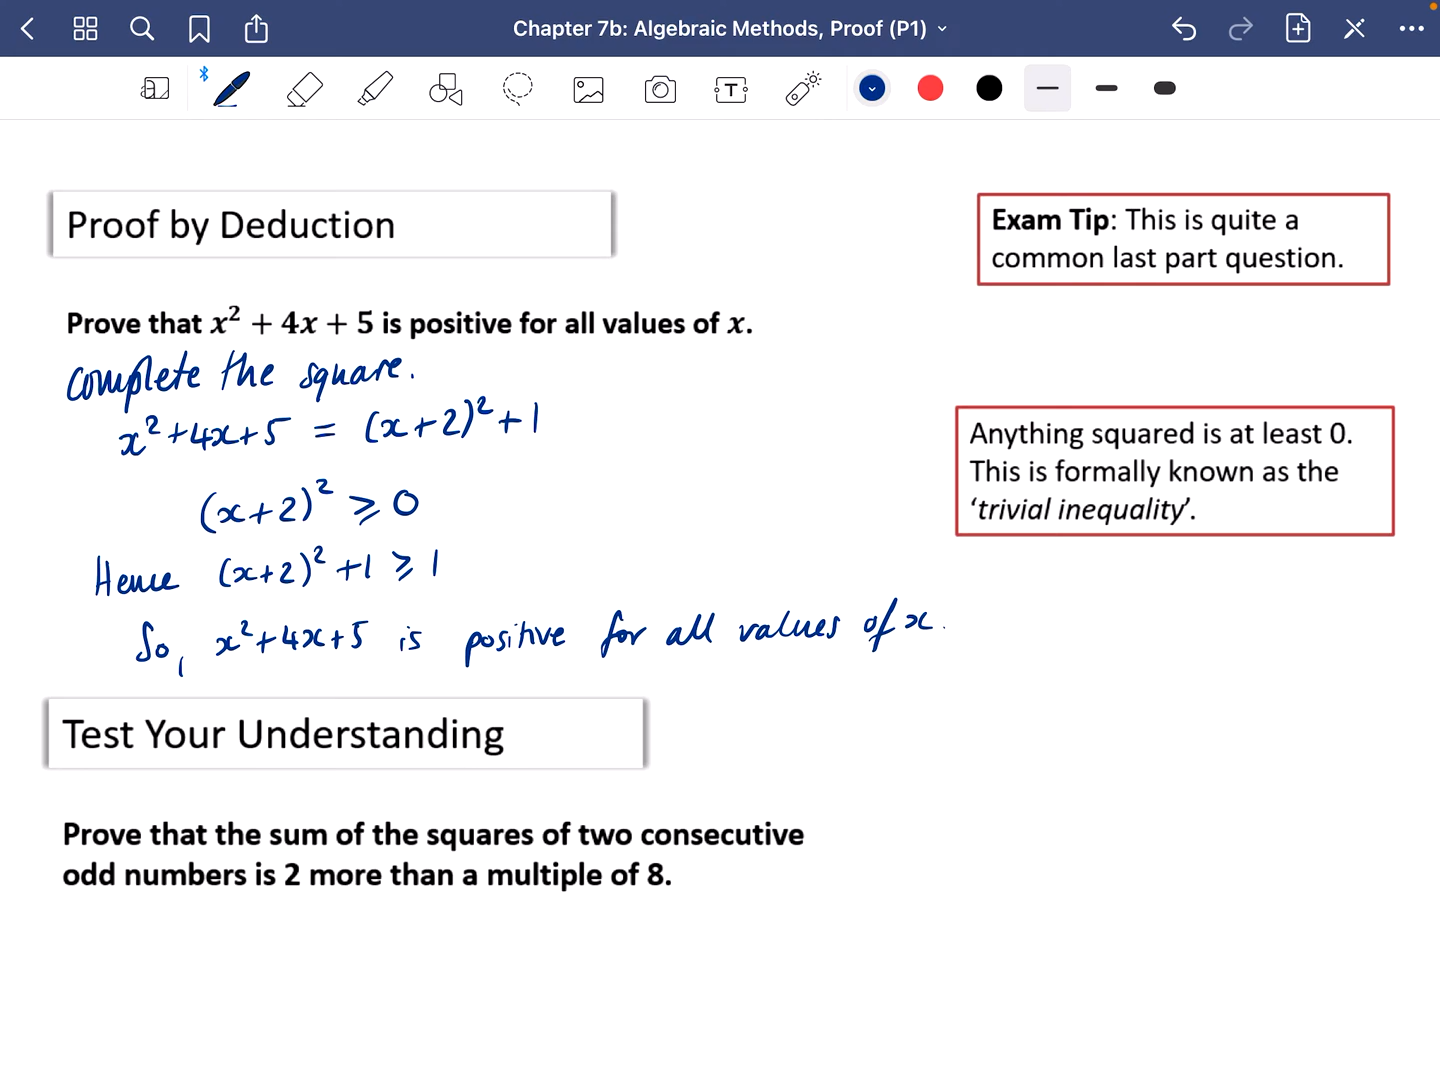 Chapter 7b: Algebraic Methods, Proof (P1)
T
Proof by Deduction
Exam Tip: This is quite a
common last part question.
Prove that x² + 4x + 5 is positive for all values of x.
Complete the square.
x² + 4x + 5 = (x + 2)² + 1
Anything squared is at least 0.
This is formally known as the
‘trivial inequality’.
(x + 2)² ⩾ 0
Hence (x + 2)² + 1 ⩾ 1
So, x² + 4x + 5 is positive for all values of x.
Test Your Understanding
Prove that the sum of the squares of two consecutive
odd numbers is 2 more than a multiple of 8.